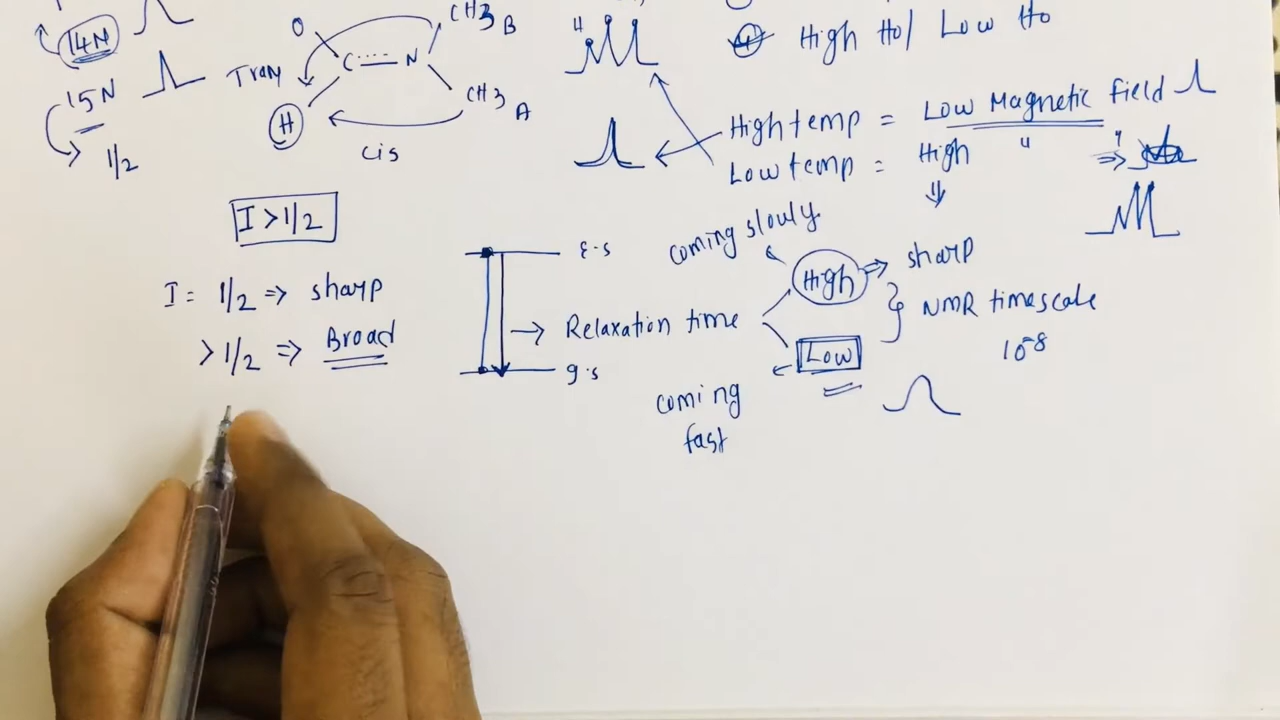 14N
15N
1/2
O
C
N
CH3 B
CH3 A
Trans
H
cis
4
High Ho/ Low Ho
High temp = Low Magnetic Field
Low temp = High " "
I > 1/2
I = 1/2 ⇒ sharp
> 1/2 ⇒ Broad
E.S
g.s
Relaxation time
coming slowly
High ⇒ sharp
Low
coming
fast
NMR timescale
10-8